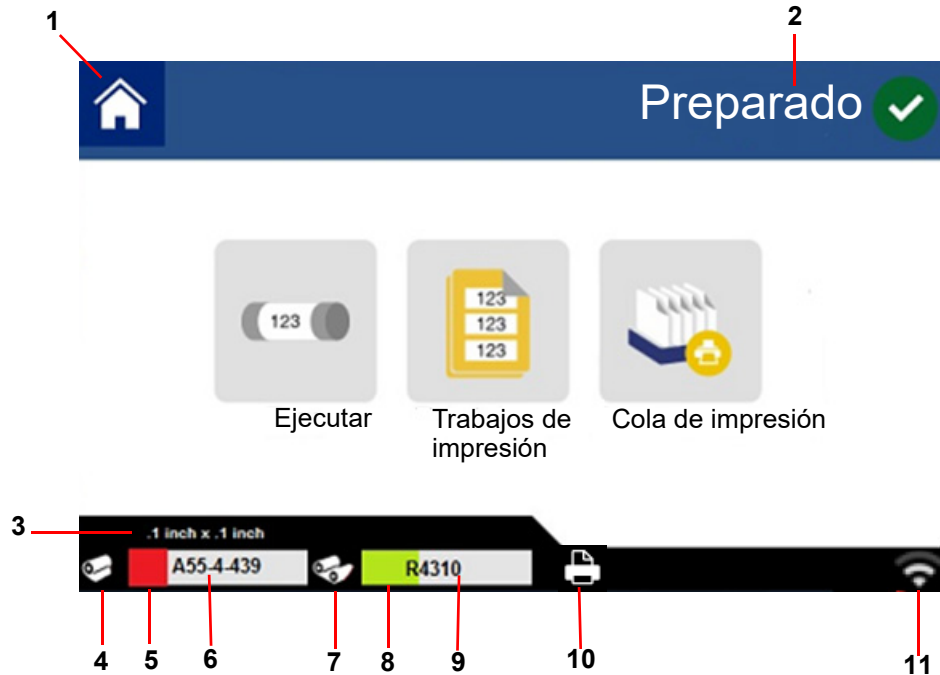 1
2
Preparado
123
123
123
123
Ejecutar
Trabajos de
impresión
Cola de impresión
3
.1 inch x .1 inch
A55-4-439
R4310
4
5
6
7
8
9
10
11